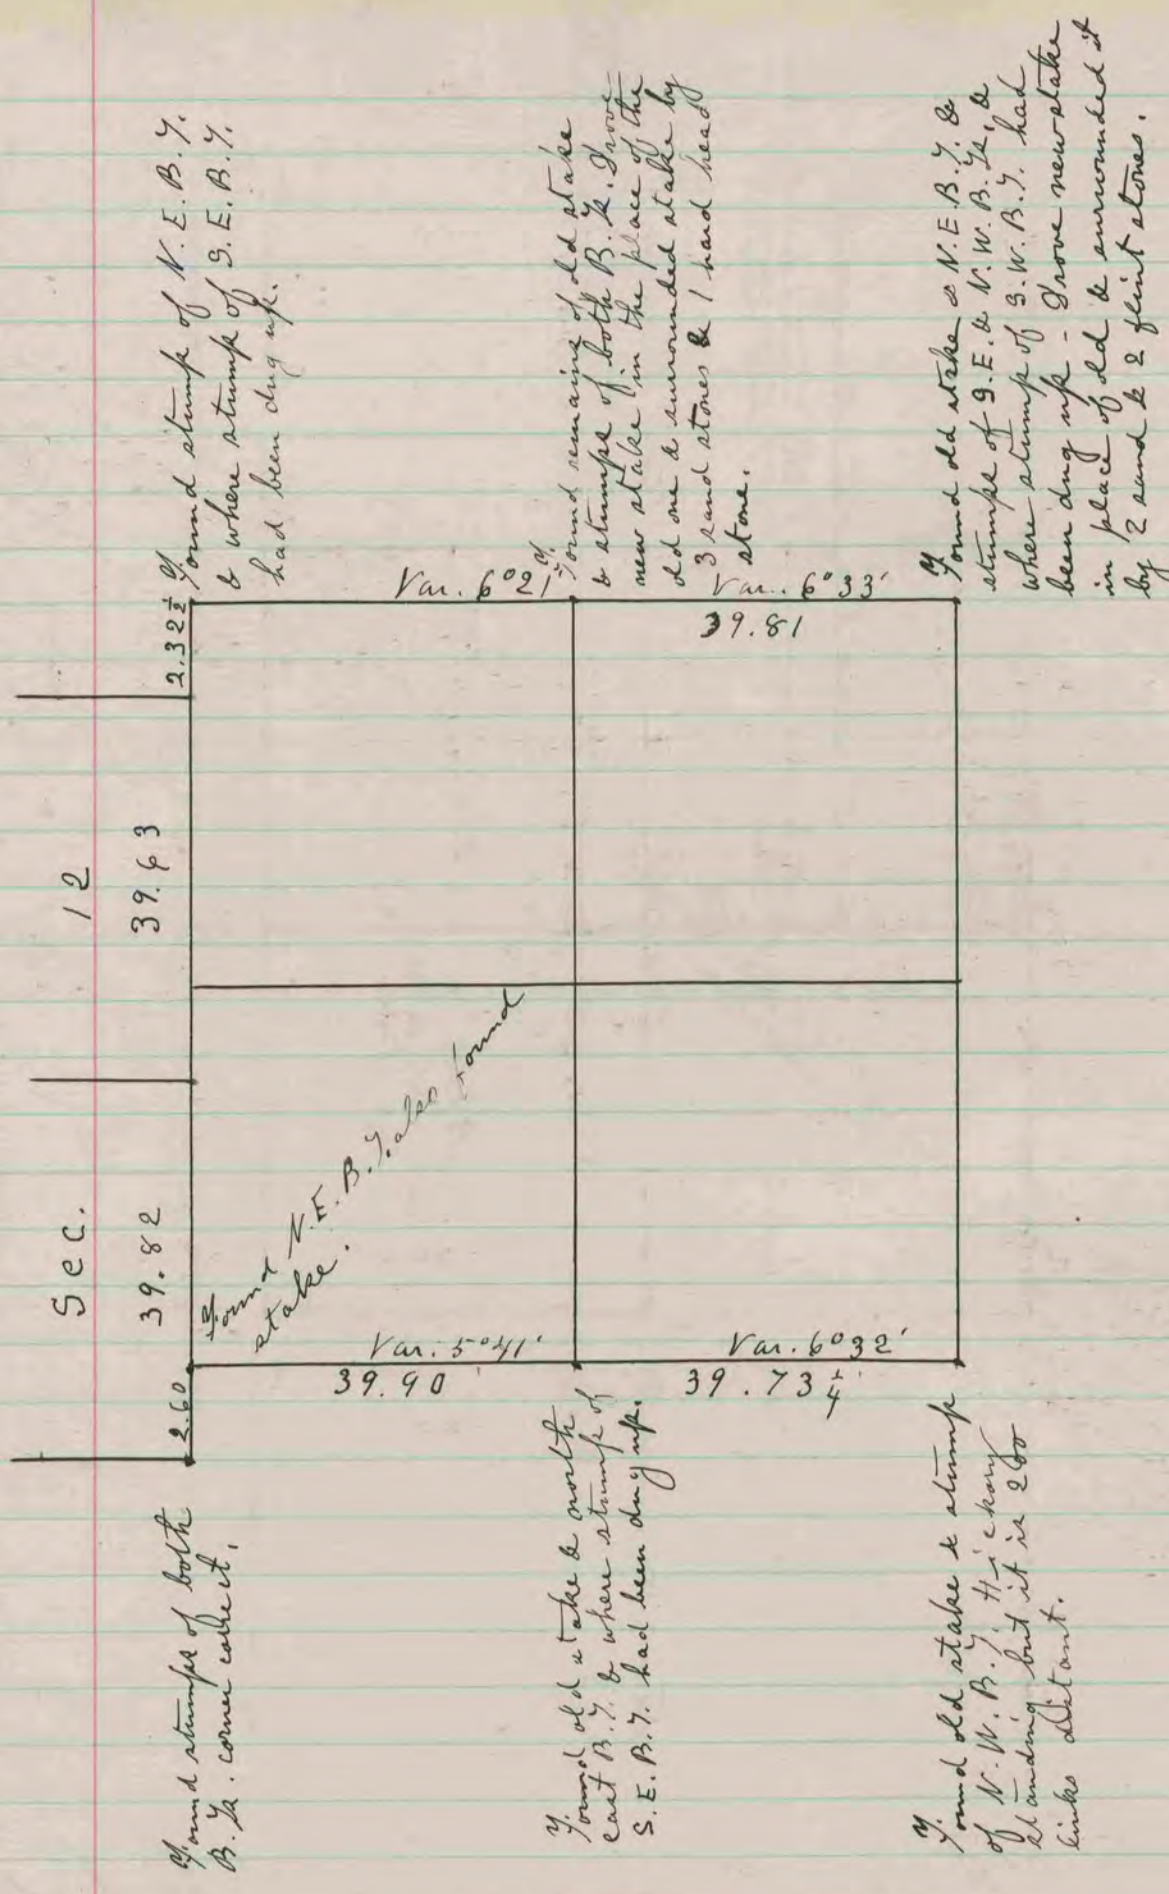 Sec. 12
39.82
39.63
2.60
2.32½
Found stumps of both
B. Ts. corner correct.
Found stump of N. E. B. T.
& where stump of S. E. B. T.
had been dug up.
Found N. E. B. T. also found
stake.
Var. 5°41'
39.90
Var. 6°21'
Found old stake & north
east B. T. & where stump of
S. E. B. T. had been dug up.
Found remains of old stake
& stumps of both B. Ts. Drove
new stake in the place of the
old one & surrounded stake by
3 sand stones & 1 hard head
stone.
Var. 6°32'
39.73¼
Var. 6°33'
39.81
Found old stake & stump
of N. W. B. T. Hickory
standing but it is 260
links distant.
Found old stake & N. E. B. T. &
stumps of S. E. & N. W. B. Ts. &
where stump of S. W. B. T. had
been dug up - Drove new stake
in place of old & surrounded it
by 2 sand & 2 flint stones.